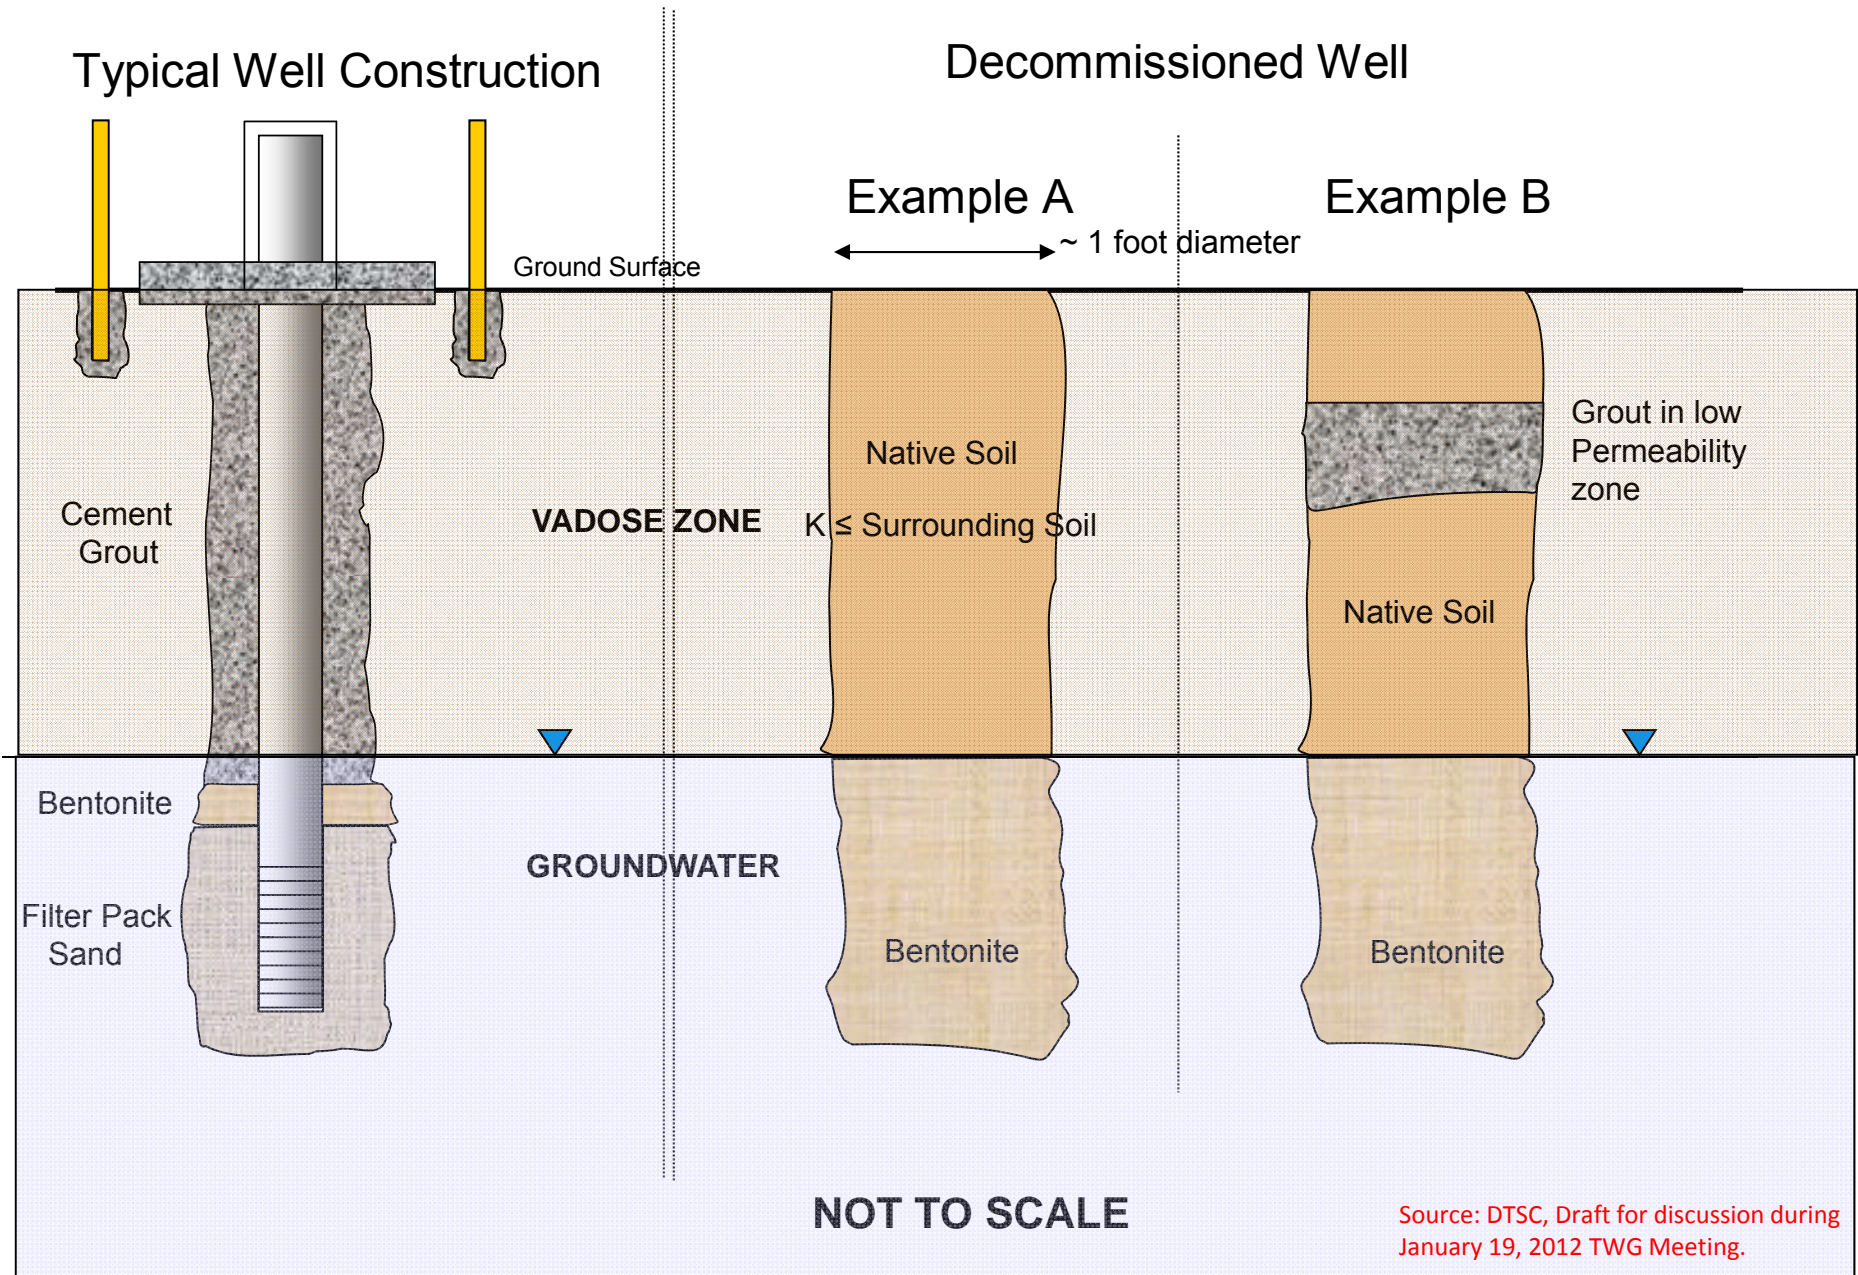 Typical Well Construction
Decommissioned Well
Example A
Example B
~ 1 foot diameter
Ground Surface
Native Soil
Grout in low
Permeability
zone
Cement
Grout
VADOSE ZONE
K ≤ Surrounding Soil
Native Soil
Bentonite
GROUNDWATER
Filter Pack
Sand
Bentonite
Bentonite
NOT TO SCALE
Source: DTSC, Draft for discussion during
January 19, 2012 TWG Meeting.